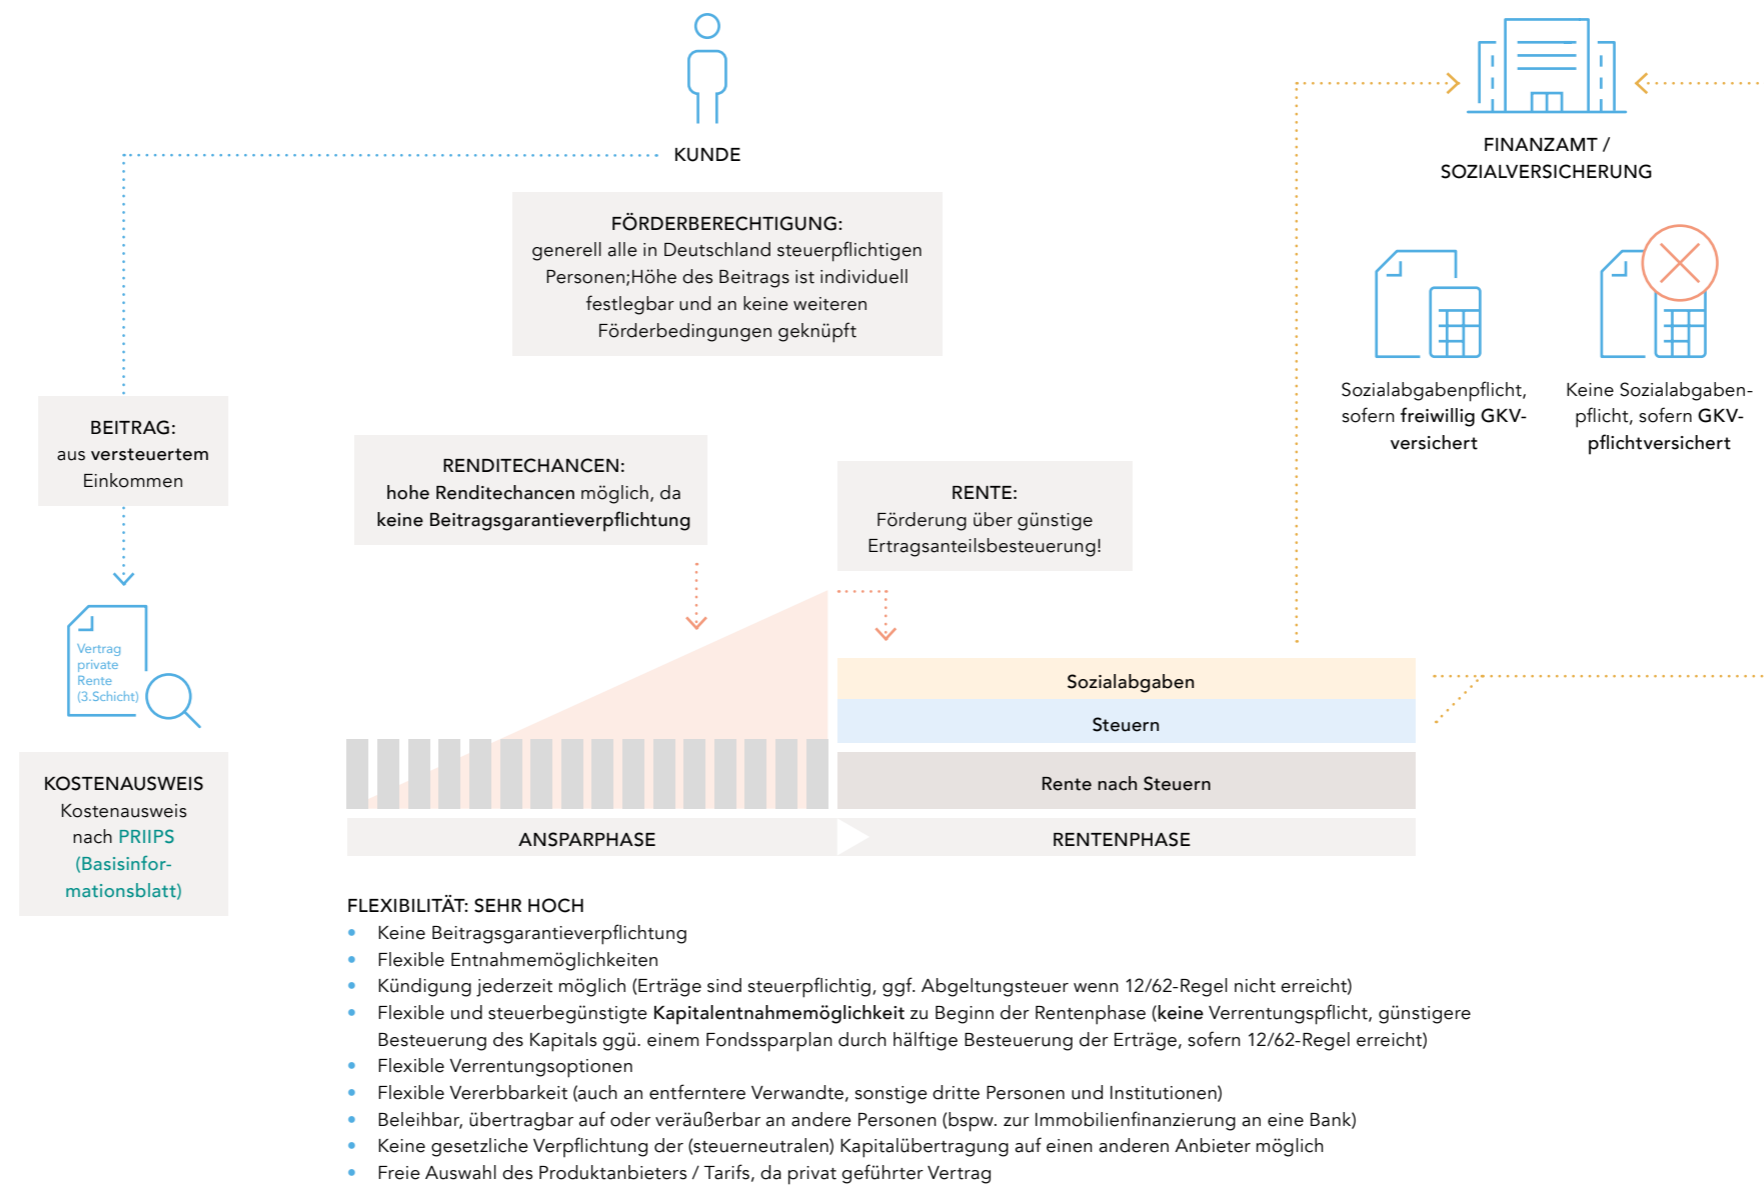 KUNDE
FINANZAMT /
SOZIALVERSICHERUNG
FÖRDERBERECHTIGUNG:
generell alle in Deutschland steuerpflichtigen
Personen;Höhe des Beitrags ist individuell
festlegbar und an keine weiteren
Förderbedingungen geknüpft
Sozialabgabenpflicht,
sofern freiwillig GKV-
versichert
Keine Sozialabgaben-
pflicht, sofern GKV-
pflichtversichert
BEITRAG:
aus versteuertem
Einkommen
RENDITECHANCEN:
hohe Renditechancen möglich, da
keine Beitragsgarantieverpflichtung
RENTE:
Förderung über günstige
Ertragsanteilsbesteuerung!
Vertrag
private
Rente
(3.Schicht)
Sozialabgaben
Steuern
Rente nach Steuern
KOSTENAUSWEIS
Kostenausweis
nach PRIIPS
(Basisinfor-
mationsblatt)
ANSPARPHASE
RENTENPHASE
FLEXIBILITÄT: SEHR HOCH
• Keine Beitragsgarantieverpflichtung
• Flexible Entnahmemöglichkeiten
• Kündigung jederzeit möglich (Erträge sind steuerpflichtig, ggf. Abgeltungsteuer wenn 12/62-Regel nicht erreicht)
• Flexible und steuerbegünstigte Kapitalentnahmemöglichkeit zu Beginn der Rentenphase (keine Verrentungspflicht, günstigere
Besteuerung des Kapitals ggü. einem Fondssparplan durch hälftige Besteuerung der Erträge, sofern 12/62-Regel erreicht)
• Flexible Verrentungsoptionen
• Flexible Vererbbarkeit (auch an entferntere Verwandte, sonstige dritte Personen und Institutionen)
• Beleihbar, übertragbar auf oder veräußerbar an andere Personen (bspw. zur Immobilienfinanzierung an eine Bank)
• Keine gesetzliche Verpflichtung der (steuerneutralen) Kapitalübertragung auf einen anderen Anbieter möglich
• Freie Auswahl des Produktanbieters / Tarifs, da privat geführter Vertrag